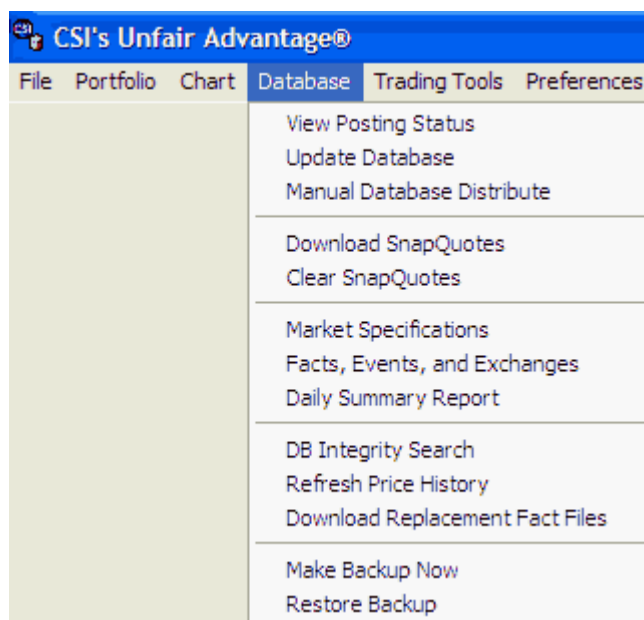 CSI's Unfair Advantage®
File Portfolio Chart Database Trading Tools Preferences
View Posting Status
Update Database
Manual Database Distribute
Download SnapQuotes
Clear SnapQuotes
Market Specifications
Facts, Events, and Exchanges
Daily Summary Report
DB Integrity Search
Refresh Price History
Download Replacement Fact Files
Make Backup Now
Restore Backup